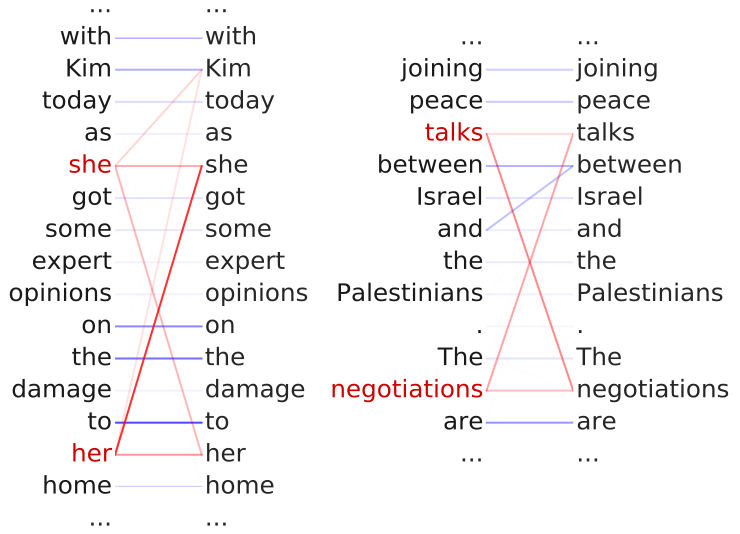 ... ...
with with
Kim Kim
today today
as as
she she
got got
some some
expert expert
opinions opinions
on on
the the
damage damage
to to
her her
home home
... ...
... ...
joining joining
peace peace
talks talks
between between
Israel Israel
and and
the the
Palestinians Palestinians
. .
The The
negotiations negotiations
are are
... ...